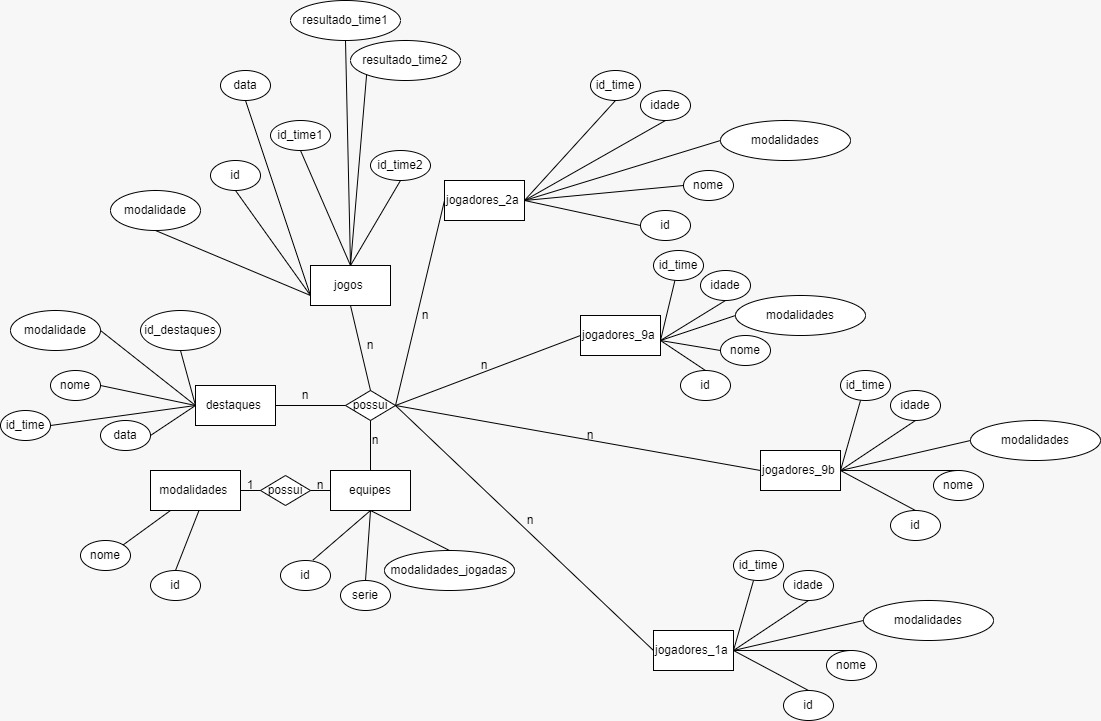 resultado_time1
resultado_time2
data
id_time1
id_time2
id
modalidade
jogos
n
id_time
idade
modalidades
nome
id
jogadores_2a
n
id_time
idade
modalidades
nome
id
jogadores_9a
n
modalidade
id_destaques
nome
id_time
data
destaques
n
possui
n
id_time
idade
modalidades
nome
id
jogadores_9b
n
modalidades
1
possui
n
equipes
nome
id
id
serie
modalidades_jogadas
n
id_time
idade
modalidades
nome
id
jogadores_1a